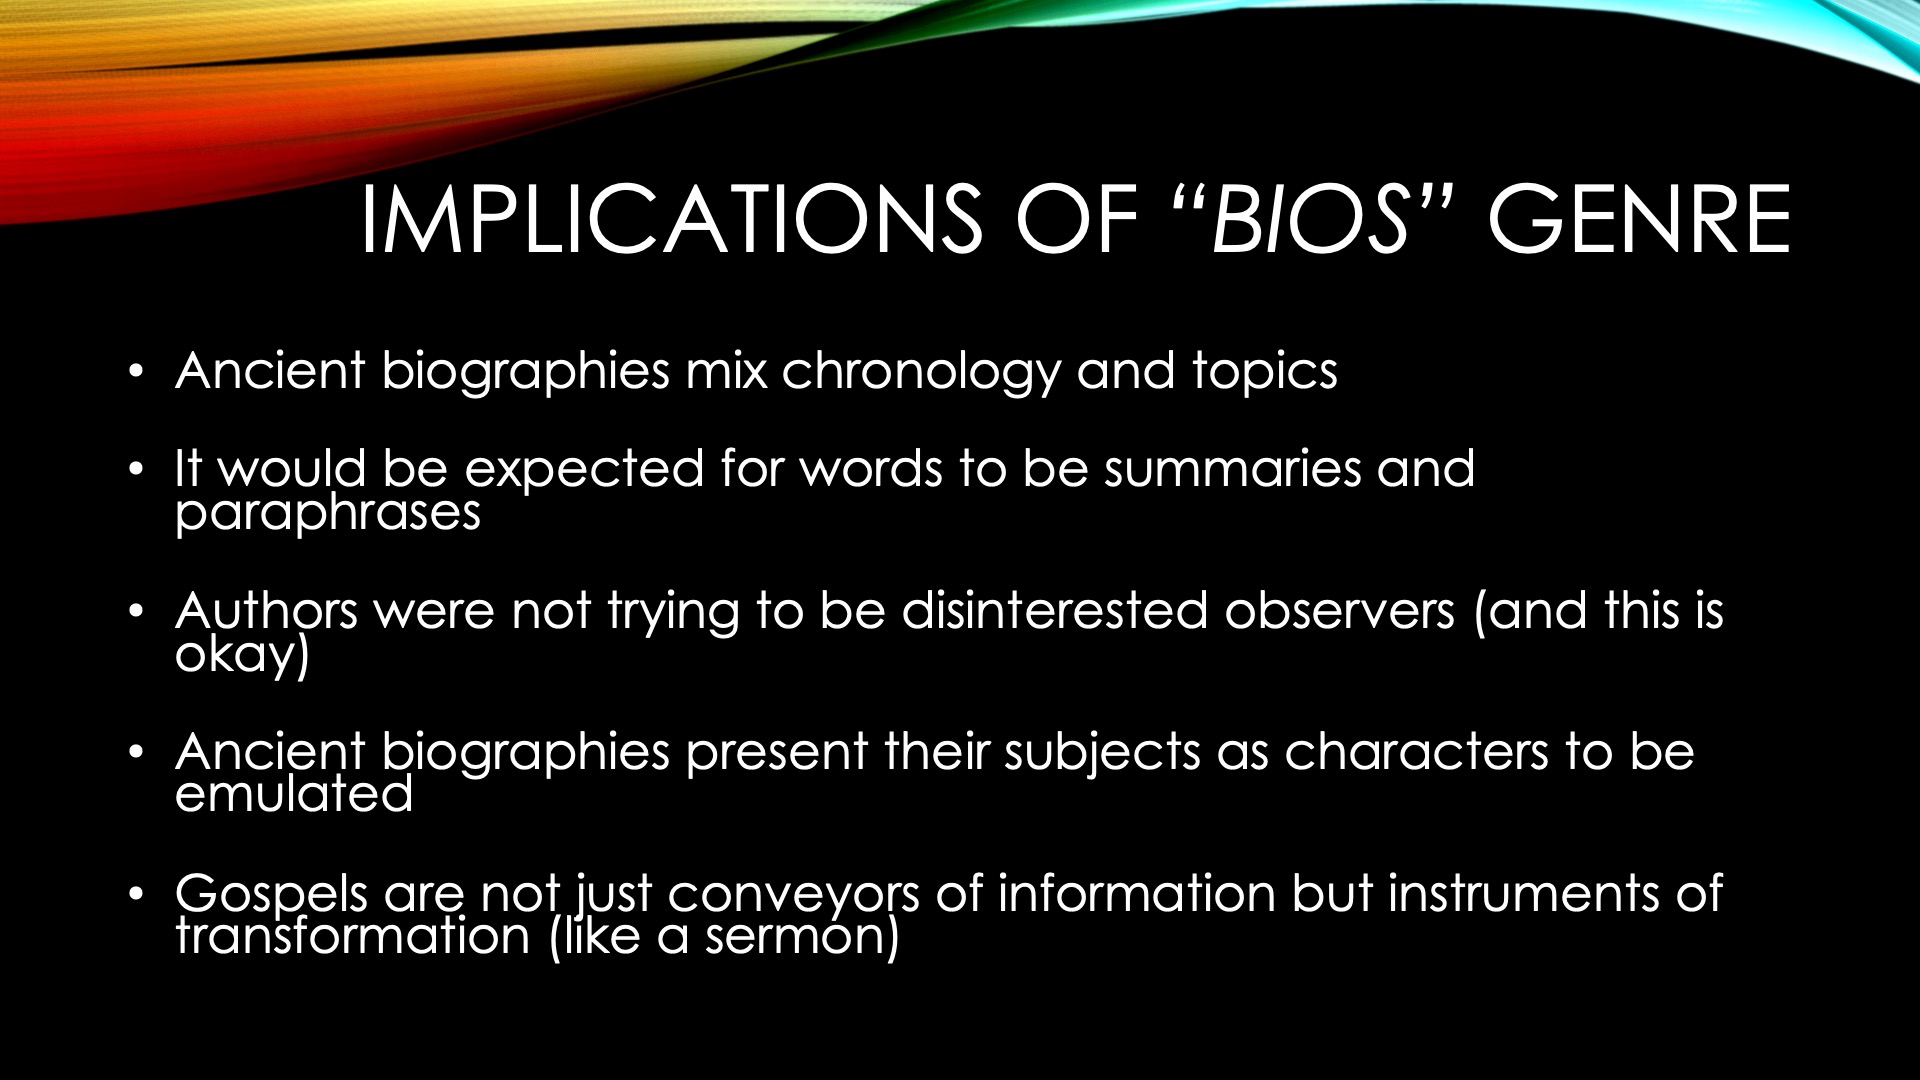 IMPLICATIONS OF “BIOS” GENRE
• Ancient biographies mix chronology and topics
• It would be expected for words to be summaries and
paraphrases
• Authors were not trying to be disinterested observers (and this is
okay)
• Ancient biographies present their subjects as characters to be
emulated
• Gospels are not just conveyors of information but instruments of
transformation (like a sermon)